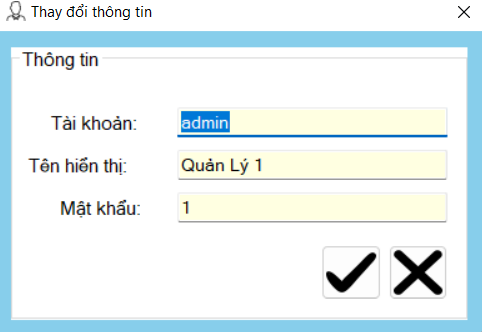 Thay đổi thông tin
Thông tin
Tài khoản: admin
Tên hiển thị: Quản Lý 1
Mật khẩu: 1